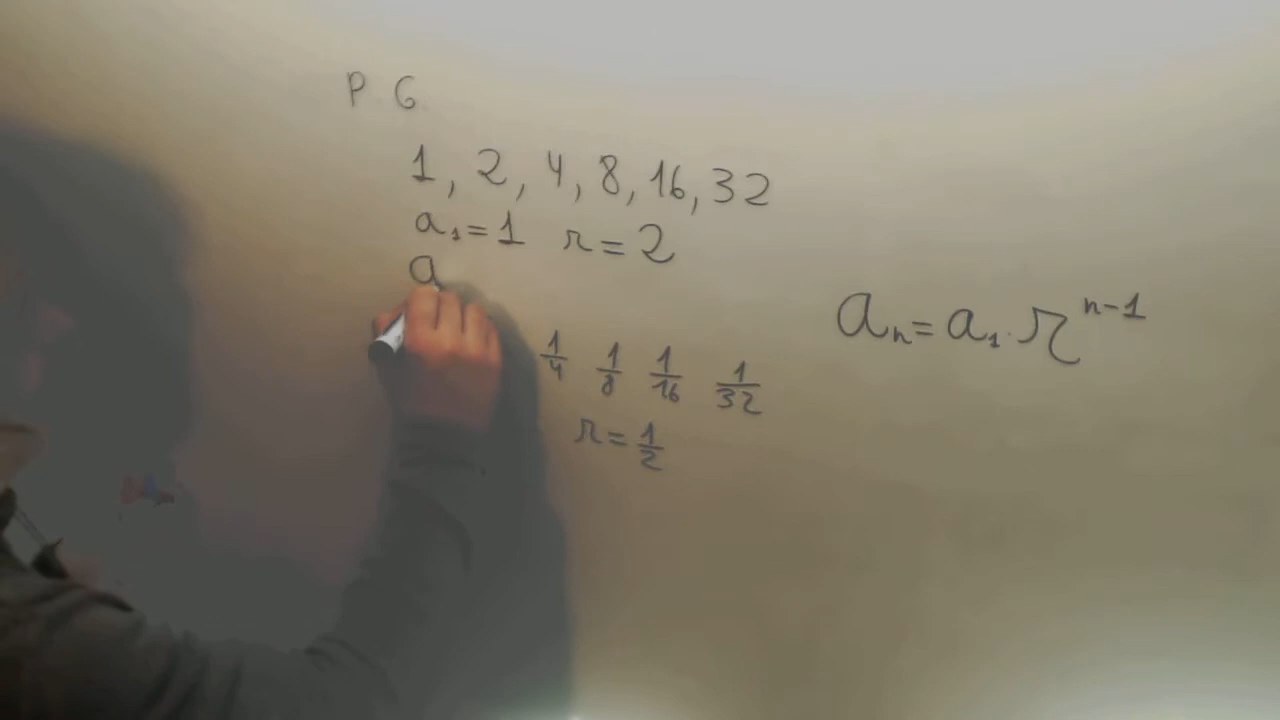 P. G.
1, 2, 4, 8, 16, 32
a₁=1 r=2
a
1/4 1/8 1/16 1/32
r=1/2
aₙ=a₁·rⁿ⁻¹